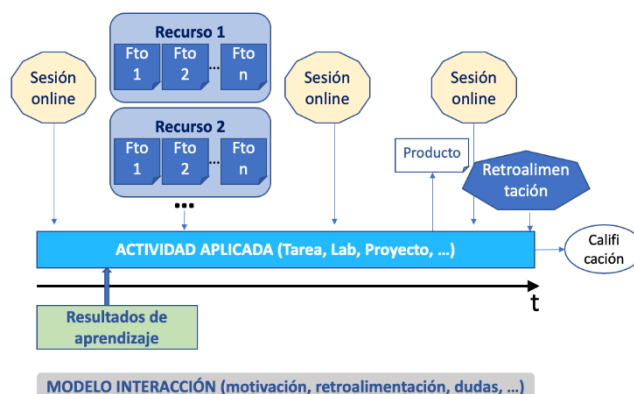 Recurso 1
Fto
1
Fto
2
...
Fto
n
Sesión
online
Recurso 2
Fto
1
Fto
2
...
Fto
n
...
Sesión
online
Sesión
online
Producto
Retroalimen
tación
ACTIVIDAD APLICADA (Tarea, Lab, Proyecto, ...)
Califi
cación
t
Resultados de
aprendizaje
MODELO INTERACCIÓN (motivación, retroalimentación, dudas, ...)